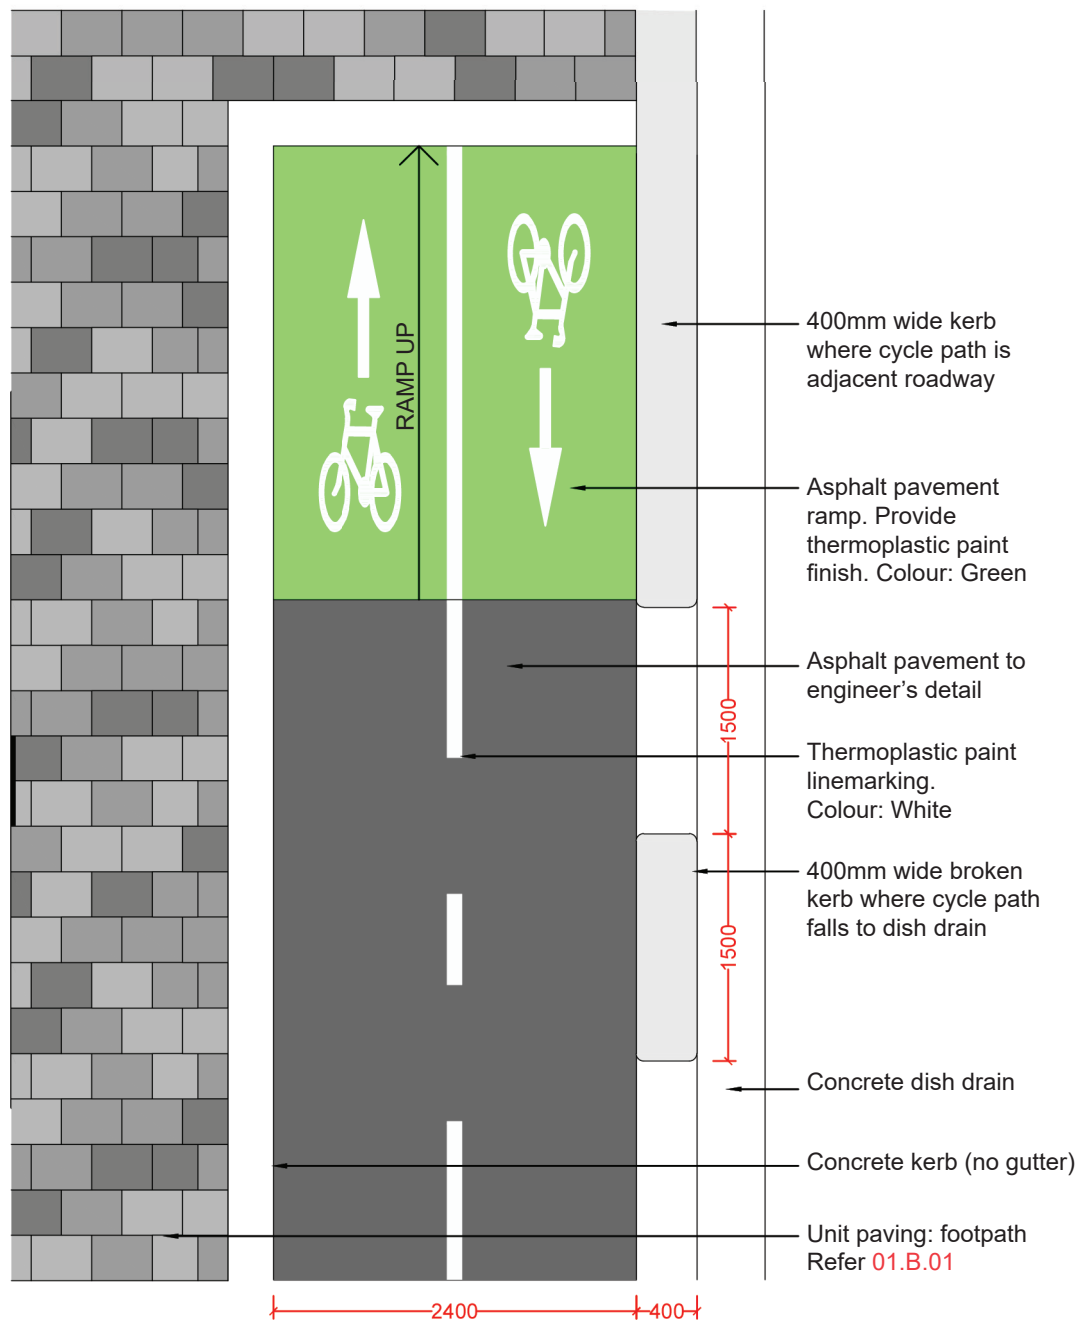 RAMP UP
400mm wide kerb
where cycle path is
adjacent roadway
Asphalt pavement
ramp. Provide
thermoplastic paint
finish. Colour: Green
Asphalt pavement to
engineer’s detail
1500
Thermoplastic paint
linemarking.
Colour: White
400mm wide broken
kerb where cycle path
falls to dish drain
1500
Concrete dish drain
Concrete kerb (no gutter)
Unit paving: footpath
Refer 01.B.01
2400
400